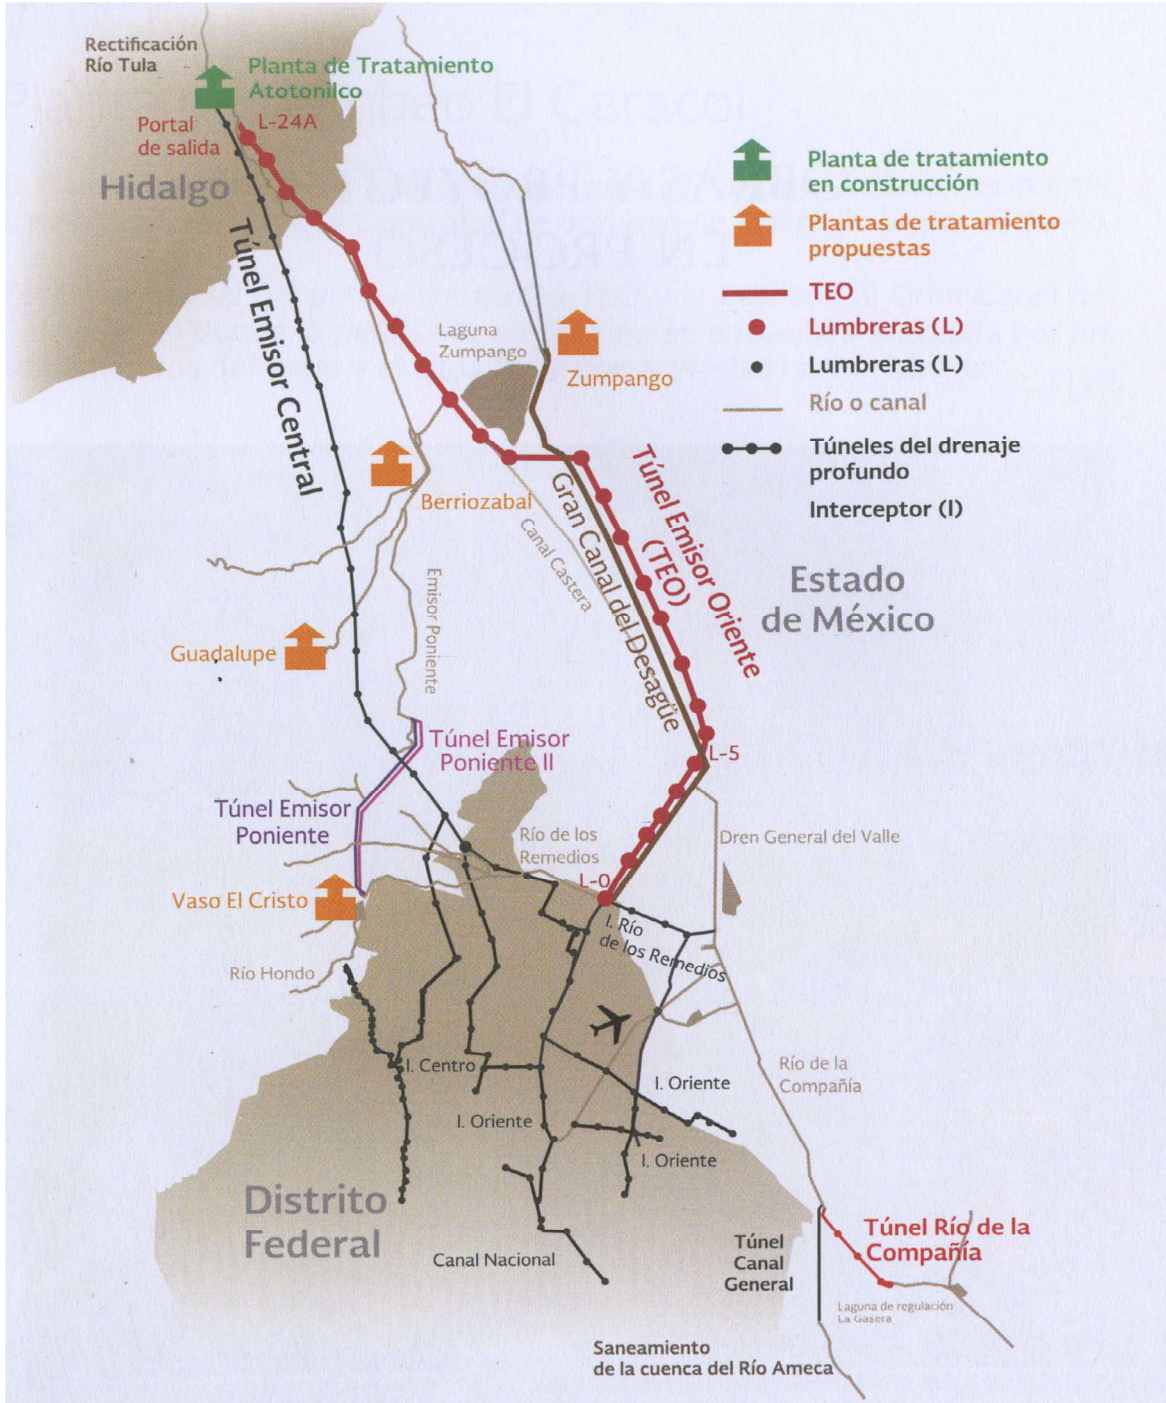 Rectificación
Río Tula
Planta de Tratamiento
Atotonilco
L-24A
Portal
de salida
Hidalgo
Túnel Emisor Central
Planta de tratamiento
en construcción
Plantas de tratamiento
propuestas
TEO
Lumbreras (L)
Lumbreras (L)
Río o canal
Túneles del drenaje
profundo
Interceptor (I)
Laguna
Zumpango
Zumpango
Berriozabal
Túnel Emisor Oriente
(TEO)
Gran Canal del Desagüe
Canal Castera
Emisor Poniente
Estado
de México
Guadalupe
Túnel Emisor
Poniente II
Túnel Emisor
Poniente
L-5
Río de los
Remedios
Dren General del Valle
L-0
Vaso El Cristo
I. Río
de los Remedios
Río Hondo
I. Centro
Río de la
Compañía
I. Oriente
I. Oriente
I. Oriente
Distrito
Federal
Canal Nacional
Túnel
Canal
General
Túnel Río de la
Compañía
Laguna de regulación
La Gasera
Saneamiento
de la cuenca del Río Ameca